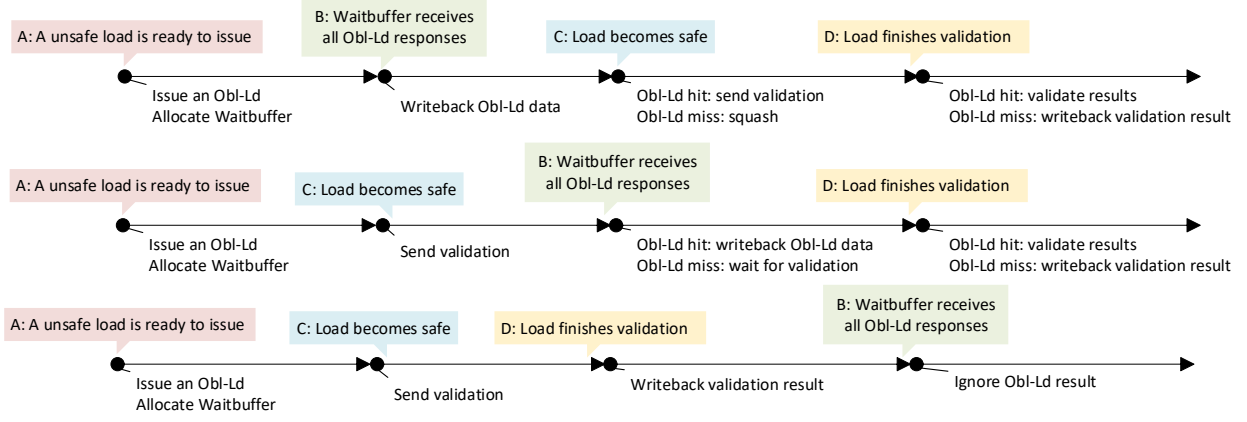 A: A unsafe load is ready to issue
B: Waitbuffer receives
all Obl-Ld responses
C: Load becomes safe
D: Load finishes validation
Issue an Obl-Ld
Allocate Waitbuffer
Writeback Obl-Ld data
Obl-Ld hit: send validation
Obl-Ld miss: squash
Obl-Ld hit: validate results
Obl-Ld miss: writeback validation result
A: A unsafe load is ready to issue
C: Load becomes safe
B: Waitbuffer receives
all Obl-Ld responses
D: Load finishes validation
Issue an Obl-Ld
Allocate Waitbuffer
Send validation
Obl-Ld hit: writeback Obl-Ld data
Obl-Ld miss: wait for validation
Obl-Ld hit: validate results
Obl-Ld miss: writeback validation result
A: A unsafe load is ready to issue
C: Load becomes safe
D: Load finishes validation
B: Waitbuffer receives
all Obl-Ld responses
Issue an Obl-Ld
Allocate Waitbuffer
Send validation
Writeback validation result
Ignore Obl-Ld result